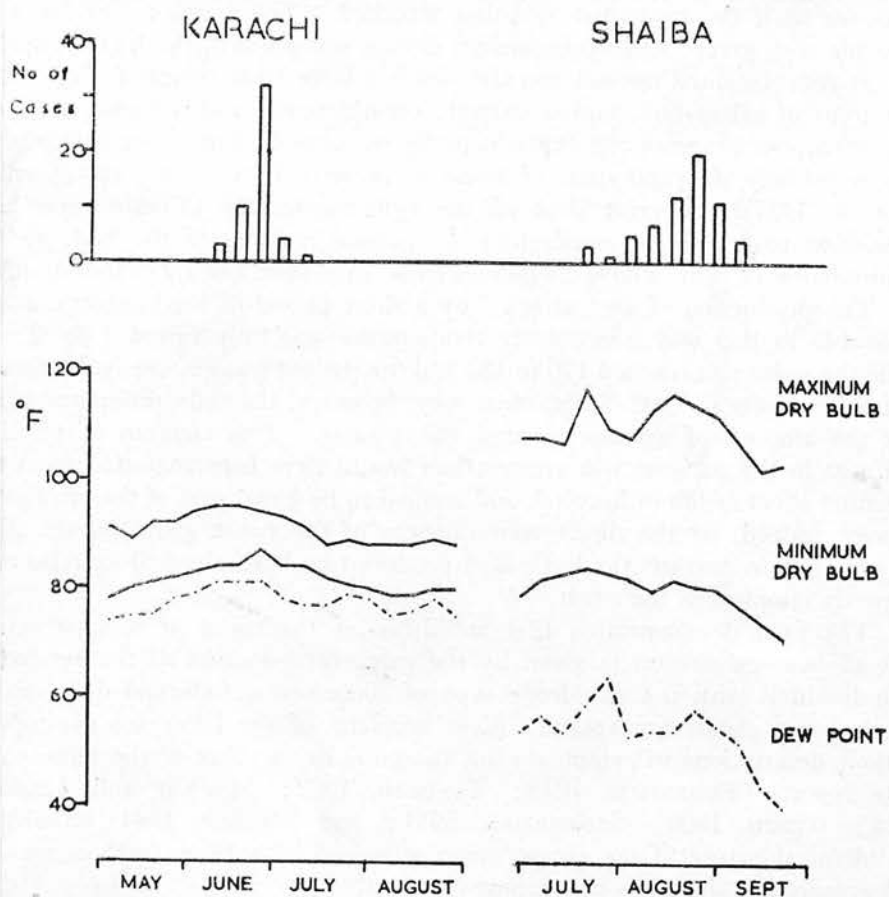 KARACHI
SHAIBA
No of
Cases
40
20
0
120
°F
100
80
60
40
MAXIMUM
DRY BULB
MINIMUM
DRY BULB
DEW POINT
MAY
JUNE
JULY
AUGUST
JULY
AUGUST
SEPT